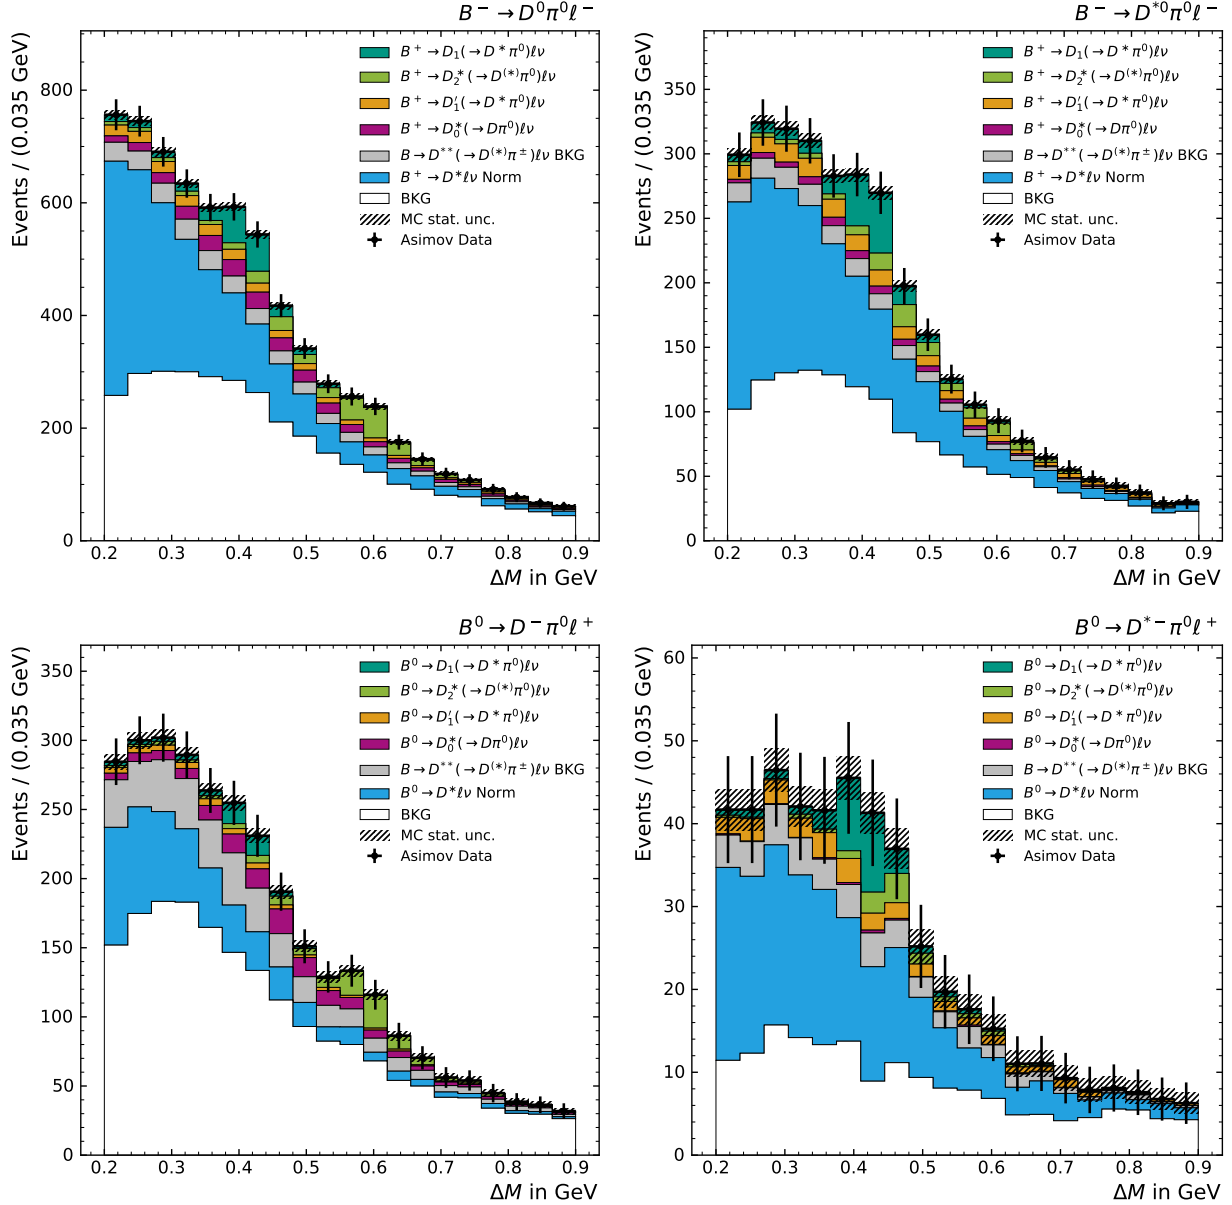 B⁻ → D⁰π⁰ℓ⁻
Events / (0.035 GeV)
B⁺ → D₁(→ D*π⁰)ℓν
B⁺ → D₂*(→ D⁽*⁾π⁰)ℓν
B⁺ → D₁′(→ D*π⁰)ℓν
B⁺ → D₀*(→ Dπ⁰)ℓν
B → D**(→ D⁽*⁾π±)ℓν BKG
B⁺ → D*ℓν Norm
BKG
MC stat. unc.
Asimov Data
800
600
400
200
0
0.2 0.3 0.4 0.5 0.6 0.7 0.8 0.9
ΔM in GeV
B⁻ → D*⁰π⁰ℓ⁻
Events / (0.035 GeV)
B⁺ → D₁(→ D*π⁰)ℓν
B⁺ → D₂*(→ D⁽*⁾π⁰)ℓν
B⁺ → D₁′(→ D*π⁰)ℓν
B⁺ → D₀*(→ Dπ⁰)ℓν
B → D**(→ D⁽*⁾π±)ℓν BKG
B⁺ → D*ℓν Norm
BKG
MC stat. unc.
Asimov Data
350
300
250
200
150
100
50
0
0.2 0.3 0.4 0.5 0.6 0.7 0.8 0.9
ΔM in GeV
B⁰ → D⁻π⁰ℓ⁺
Events / (0.035 GeV)
B⁰ → D₁(→ D*π⁰)ℓν
B⁰ → D₂*(→ D⁽*⁾π⁰)ℓν
B⁰ → D₁′(→ D*π⁰)ℓν
B⁰ → D₀*(→ Dπ⁰)ℓν
B → D**(→ D⁽*⁾π±)ℓν BKG
B⁰ → D*ℓν Norm
BKG
MC stat. unc.
Asimov Data
350
300
250
200
150
100
50
0
0.2 0.3 0.4 0.5 0.6 0.7 0.8 0.9
ΔM in GeV
B⁰ → D*⁻π⁰ℓ⁺
Events / (0.035 GeV)
B⁰ → D₁(→ D*π⁰)ℓν
B⁰ → D₂*(→ D⁽*⁾π⁰)ℓν
B⁰ → D₁′(→ D*π⁰)ℓν
B⁰ → D₀*(→ Dπ⁰)ℓν
B → D**(→ D⁽*⁾π±)ℓν BKG
B⁰ → D*ℓν Norm
BKG
MC stat. unc.
Asimov Data
60
50
40
30
20
10
0
0.2 0.3 0.4 0.5 0.6 0.7 0.8 0.9
ΔM in GeV